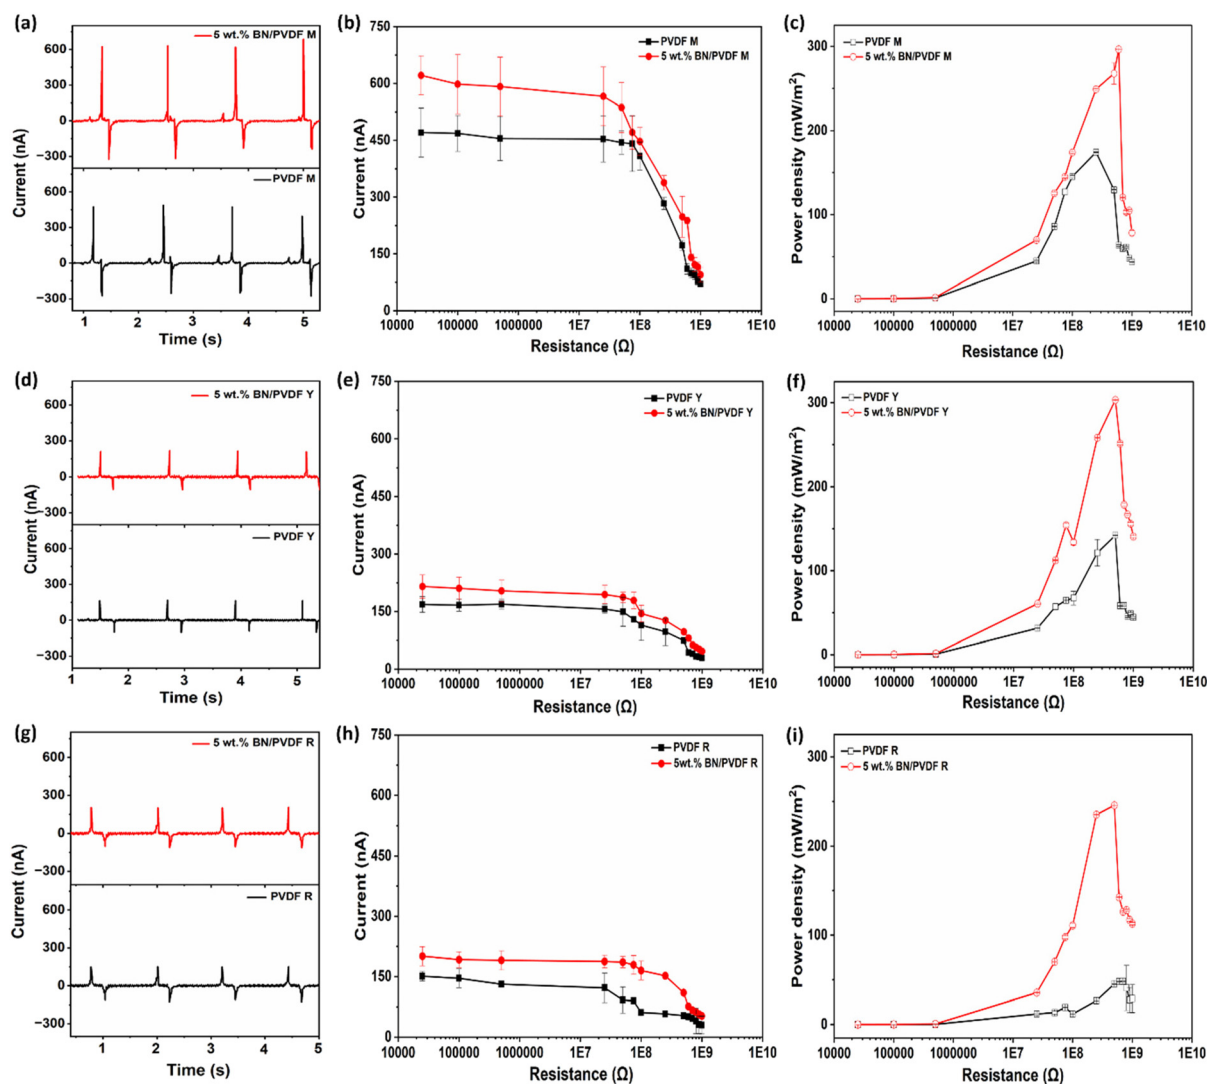 (a)
5 wt.% BN/PVDF M
600
300
0
−300
PVDF M
600
300
0
−300
Current (nA)
1 2 3 4 5
Time (s)
(b)
PVDF M
5 wt.% BN/PVDF M
750
600
450
300
150
0
Current (nA)
10000 100000 1000000 1E7 1E8 1E9 1E10
Resistance (Ω)
(c)
PVDF M
5 wt.% BN/PVDF M
300
200
100
0
Power density (mW/m²)
10000 100000 1000000 1E7 1E8 1E9 1E10
Resistance (Ω)
(d)
5 wt.% BN/PVDF Y
600
300
0
−300
PVDF Y
600
300
0
−300
Current (nA)
1 2 3 4 5
Time (s)
(e)
PVDF Y
5 wt.% BN/PVDF Y
750
600
450
300
150
0
Current (nA)
10000 100000 1000000 1E7 1E8 1E9 1E10
Resistance (Ω)
(f)
PVDF Y
5 wt.% BN/PVDF Y
300
200
100
0
Power density (mW/m²)
10000 100000 1000000 1E7 1E8 1E9 1E10
Resistance (Ω)
(g)
5 wt.% BN/PVDF R
600
300
0
−300
PVDF R
600
300
0
−300
Current (nA)
1 2 3 4 5
Time (s)
(h)
PVDF R
5wt.% BN/PVDF R
750
600
450
300
150
0
Current (nA)
10000 100000 1000000 1E7 1E8 1E9 1E10
Resistance (Ω)
(i)
PVDF R
5 wt.% BN/PVDF R
300
200
100
0
Power density (mW/m²)
10000 100000 1000000 1E7 1E8 1E9 1E10
Resistance (Ω)